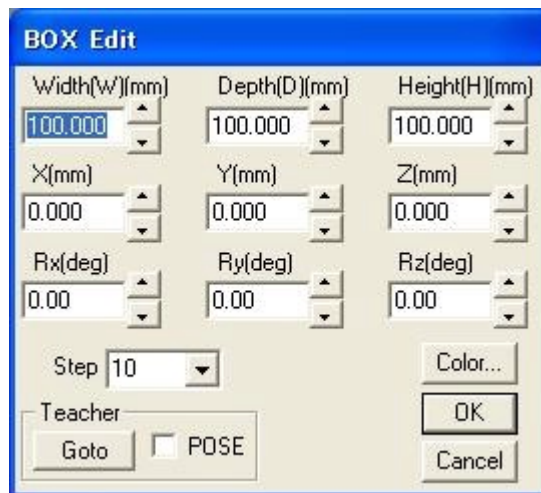 BOX Edit
Width(W)(mm) Depth(D)(mm) Height(H)(mm)
100.000 100.000 100.000
X(mm) Y(mm) Z(mm)
0.000 0.000 0.000
Rx(deg) Ry(deg) Rz(deg)
0.00 0.00 0.00
Step 10 Color...
Teacher OK
Goto POSE Cancel